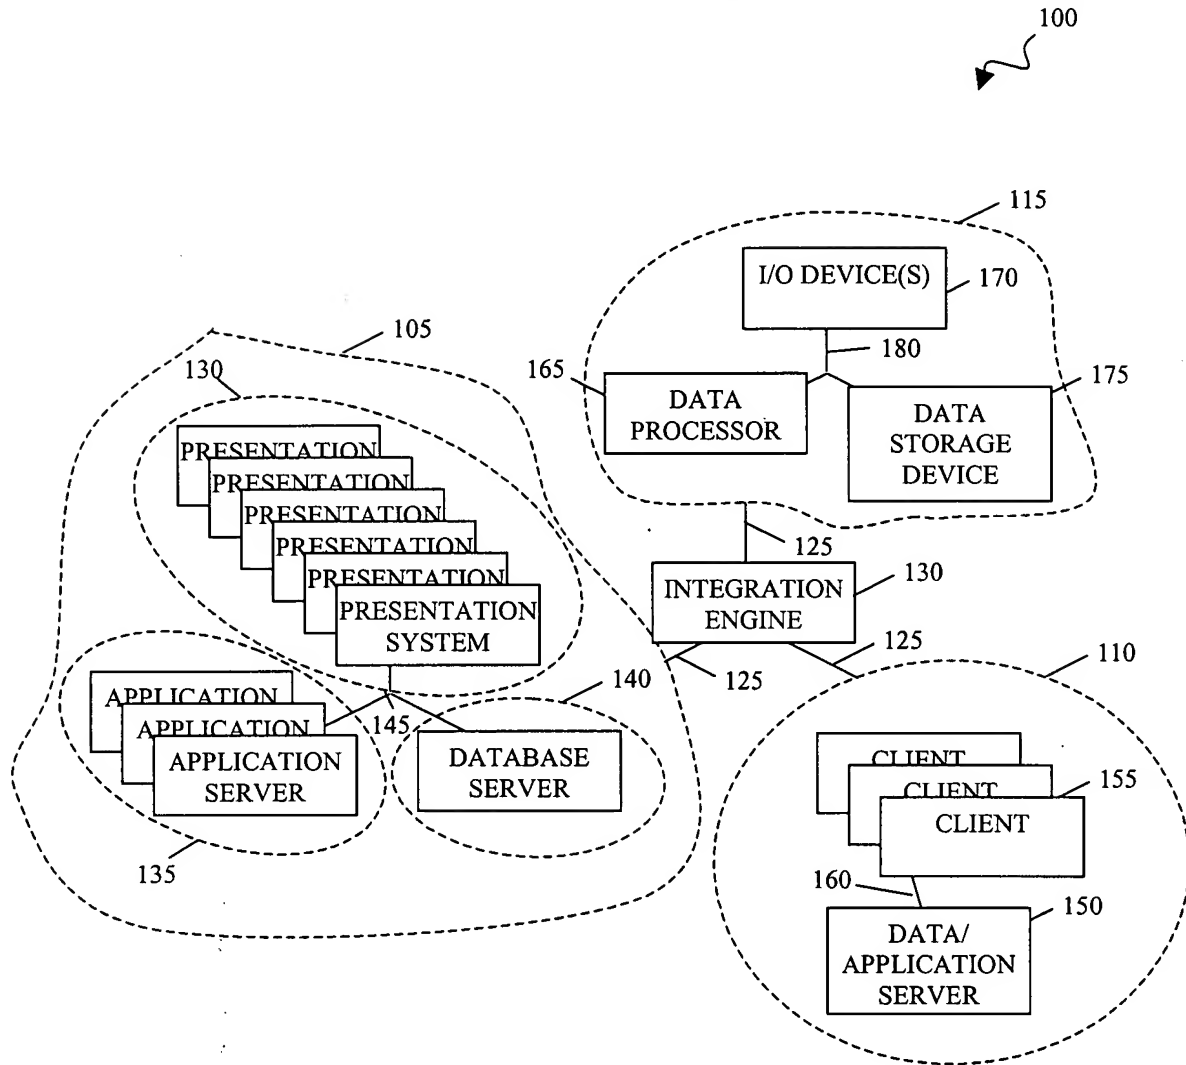 100
115
I/O DEVICE(S)
170
105
180
130
165
175
DATA
PROCESSOR
DATA
STORAGE
DEVICE
PRESENTATION
PRESENTATION
PRESENTATION
PRESENTATION
PRESENTATION
PRESENTATION
SYSTEM
125
INTEGRATION
ENGINE
130
125
125
110
140
145
APPLICATION
APPLICATION
APPLICATION
SERVER
DATABASE
SERVER
135
CLIENT
CLIENT
CLIENT
155
160
150
DATA/
APPLICATION
SERVER